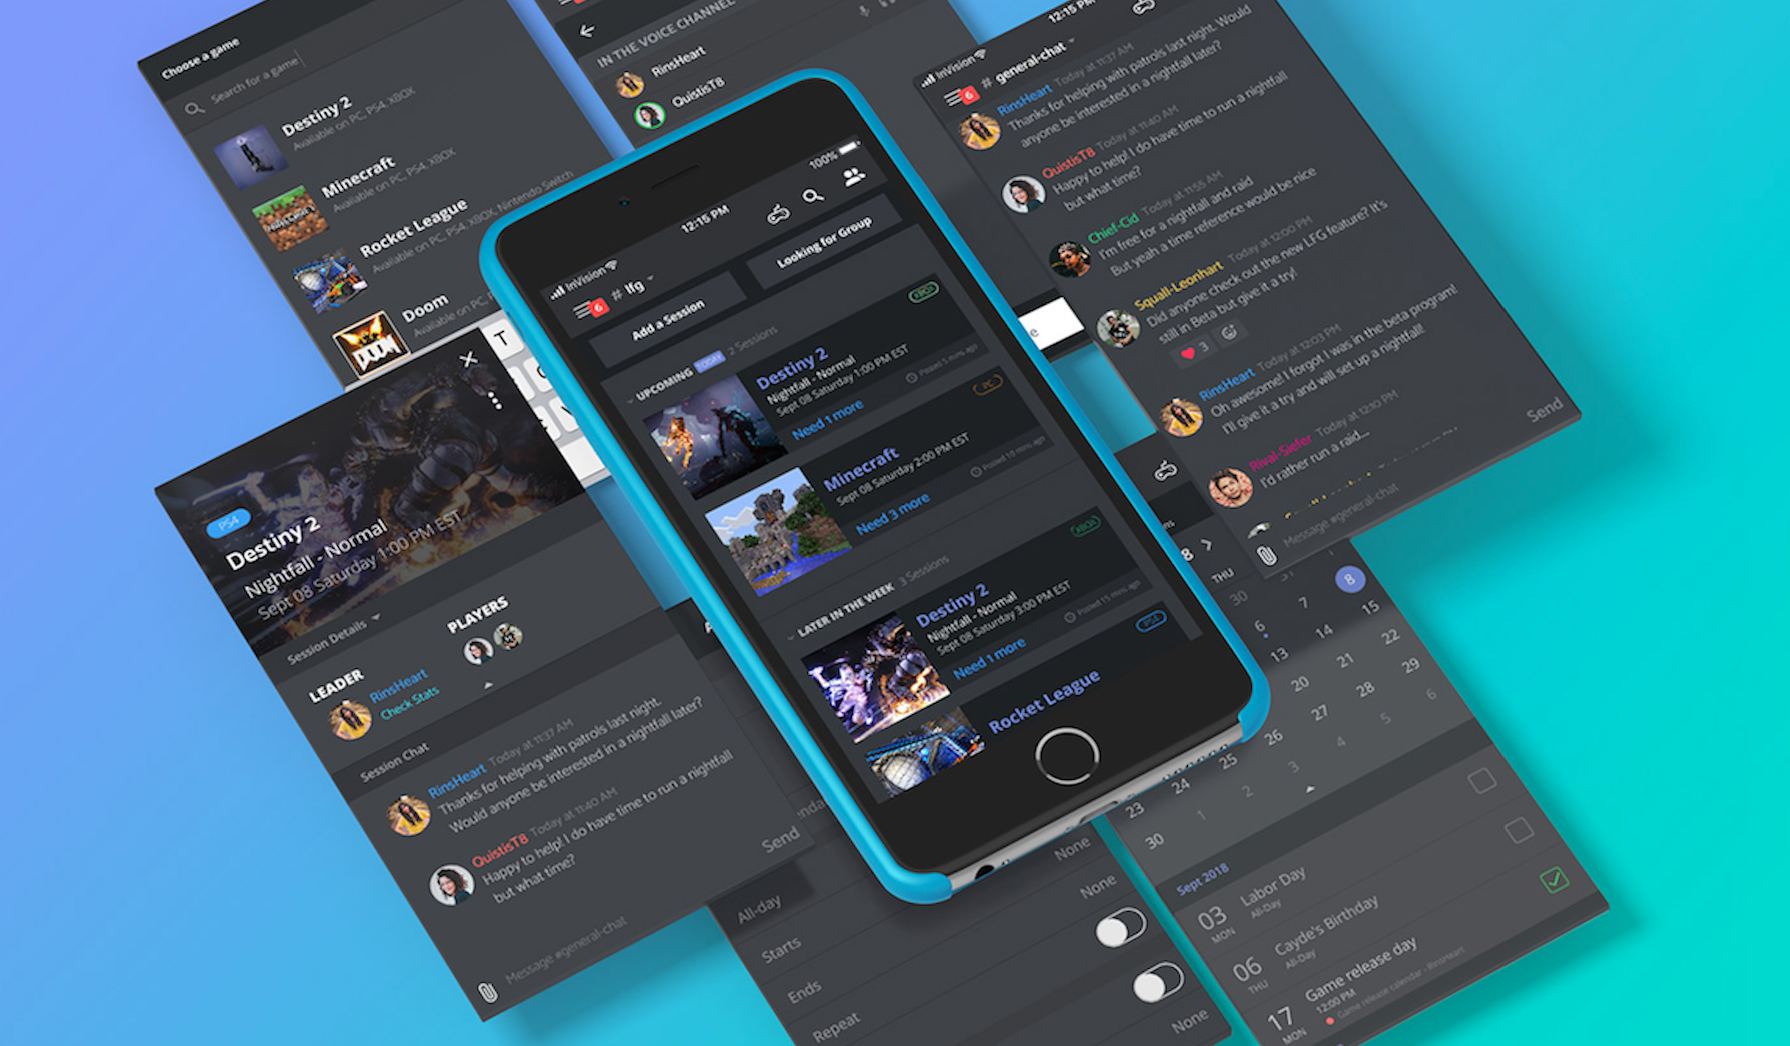 Choose a game
Search for a game
Destiny 2
Available on PC, PS4, XBOX
Minecraft
Available on PC, PS4, XBOX
Rocket League
Available on PC, PS4, XBOX, Nintendo Switch
Doom
Available on PC, P
DOOM
T
IN THE VOICE CHANNEL
RinsHeart
QuistisT8
InVision
12:15 PM
6
# general-chat
RinsHeart Today at 11:37 AM
Thanks for helping with patrols last night. Would
anyone be interested in a nightfall later?
QuistisT8 Today at 11:40 AM
Happy to help! I do have time to run a nightfall
but what time?
Chief-Cid Today at 11:55 AM
I'm free for a nightfall and raid
But yeah a time reference would be nice
Squall-Leonhart Today at 12:00 PM
Did anyone check out the new LFG feature? It's
still in Beta but give it a try!
3
RinsHeart Today at 12:03 PM
Oh awesome! I forgot I was in the beta program!
I'll give it a try and will set up a nightfall!
Rival-Siefer Today at 12:10 PM
I'd rather run a raid...
Message #general-chat
Send
InVision
12:15 PM
100%
6
# lfg
Add a Session
Looking for Group
UPCOMING TODAY 2 Sessions
XBOX
Destiny 2
Nightfall - Normal
Sept 08 Saturday 1:00 PM EST
Need 1 more
Posted 5 mins ago
PC
Minecraft
Sept 08 Saturday 2:00 PM EST
Need 3 more
Posted 15 mins ago
LATER IN THE WEEK 3 Sessions
XBOX
Destiny 2
Nightfall - Normal
Sept 08 Saturday 3:00 PM EST
Need 1 more
Posted 15 mins ago
PS4
Rocket League
PS4
Destiny 2
Nightfall - Normal
Sept 08 Saturday 1:00 PM EST
Session Details
LEADER
RinsHeart
Check Stats
PLAYERS
Session Chat
RinsHeart Today at 11:37 AM
Thanks for helping with patrols last night.
Would anyone be interested in a nightfall later?
QuistisT8 Today at 11:40 AM
Happy to help! I do have time to run a nightfall
but what time?
Send
Message #general-chat
All-day
Starts
None
Ends
None
Repeat
None
8
THU
31
30
6
7
8
13
14
15
20
21
22
23
24
25
26
27
28
29
30
1
2
3
4
5
6
Sept 2018
03
MON
Labor Day
All-Day
06
THU
Cayde's Birthday
All-Day
17
MON
Game release day
12:00 PM
Game release calendar - RinsHeart